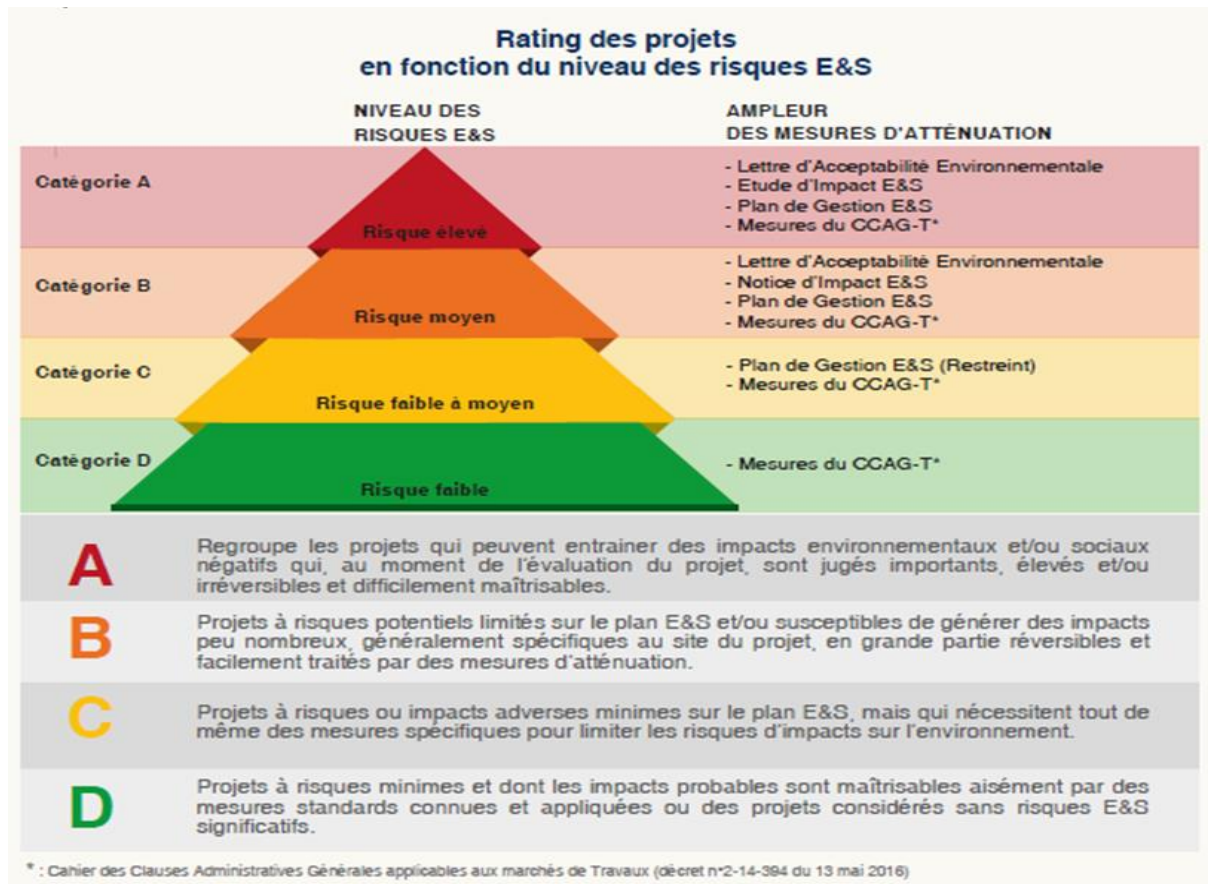 Rating des projets
en fonction du niveau des risques E&S
NIVEAU DES
RISQUES E&S
AMPLEUR
DES MESURES D'ATTÉNUATION
Catégorie A
Risque élevé
- Lettre d'Acceptabilité Environnementale
- Etude d'Impact E&S
- Plan de Gestion E&S
- Mesures du CCAG-T*
Catégorie B
Risque moyen
- Lettre d'Acceptabilité Environnementale
- Notice d'Impact E&S
- Plan de Gestion E&S
- Mesures du CCAG-T*
Catégorie C
Risque faible à moyen
- Plan de Gestion E&S (Restreint)
- Mesures du CCAG-T*
Catégorie D
Risque faible
- Mesures du CCAG-T*
A
Regroupe les projets qui peuvent entrainer des impacts environnementaux et/ou sociaux
négatifs qui, au moment de l'évaluation du projet, sont jugés importants, élevés et/ou
irréversibles et difficilement maîtrisables.
B
Projets à risques potentiels limités sur le plan E&S et/ou susceptibles de générer des impacts
peu nombreux, généralement spécifiques au site du projet, en grande partie réversibles et
facilement traités par des mesures d'atténuation.
C
Projets à risques ou impacts adverses minimes sur le plan E&S, mais qui nécessitent tout de
même des mesures spécifiques pour limiter les risques d'impacts sur l'environnement.
D
Projets à risques minimes et dont les impacts probables sont maîtrisables aisément par des
mesures standards connues et appliquées ou des projets considérés sans risques E&S
significatifs.
* : Cahier des Clauses Administratives Générales applicables aux marchés de Travaux (décret n°2-14-394 du 13 mai 2016)